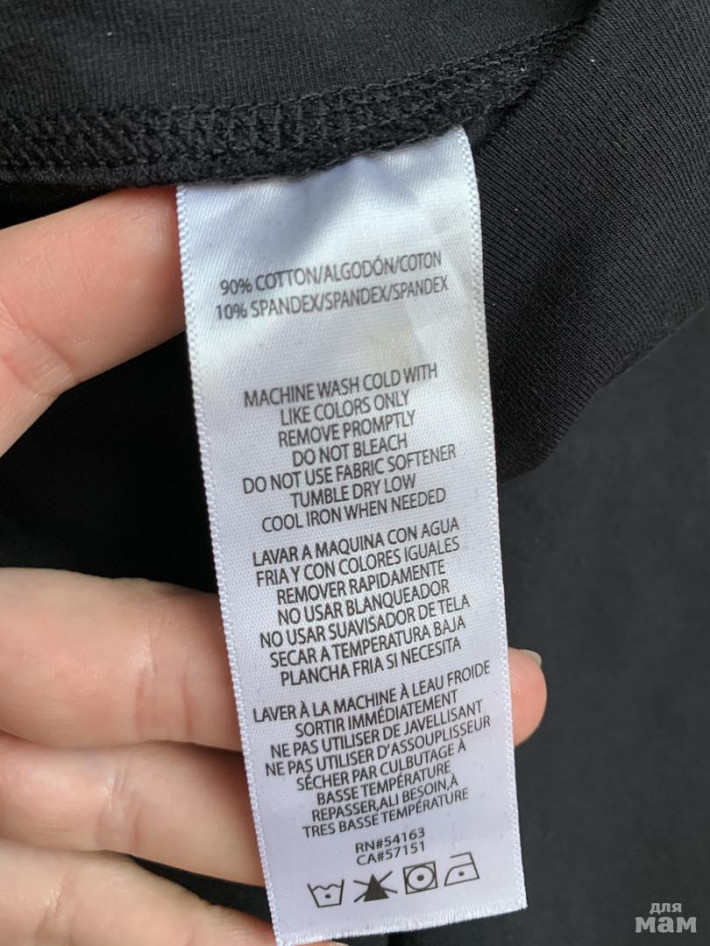 90% COTTON/ALGODÓN/COTON
10% SPANDEX/SPANDEX/SPANDEX
MACHINE WASH COLD WITH
LIKE COLORS ONLY
REMOVE PROMPTLY
DO NOT BLEACH
DO NOT USE FABRIC SOFTENER
TUMBLE DRY LOW
COOL IRON WHEN NEEDED
LAVAR A MAQUINA CON AGUA
FRIA Y CON COLORES IGUALES
REMOVER RAPIDAMENTE
NO USAR BLANQUEADOR
NO USAR SUAVISADOR DE TELA
SECAR A TEMPERATURA BAJA
PLANCHA FRIA SI NECESITA
LAVER À LA MACHINE À LEAU FROIDE
SORTIR IMMÉDIATEMENT
NE PAS UTILISER DE JAVELLISANT
NE PAS UTILISER D'ASSOUPLISSEUR
SÉCHER PAR CULBUTAGE À
BASSE TEMPÉRATURE
REPASSER,ALI BESOIN,À
TRES BASSE TEMPÉRATURE
RN#54163
CA#57151
для
мам